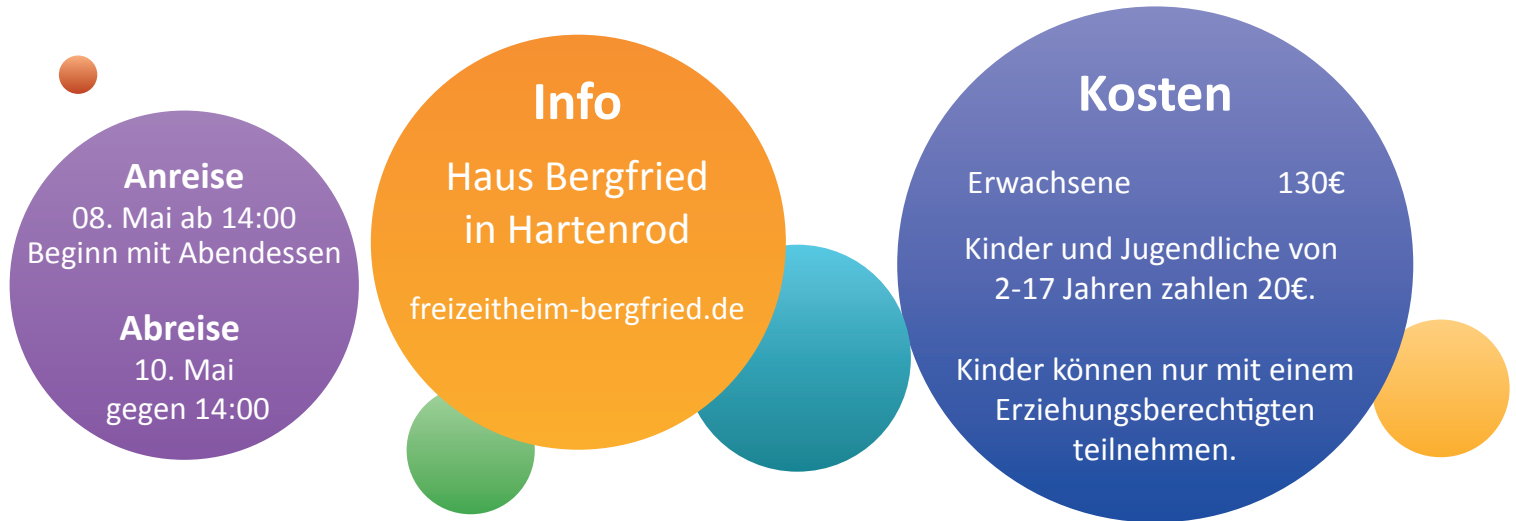 Anreise
08. Mai ab 14:00
Beginn mit Abendessen
Abreise
10. Mai
gegen 14:00
Info
Haus Bergfried
in Hartenrod
freizeitheim-bergfried.de
Kosten
Erwachsene 130€
Kinder und Jugendliche von
2-17 Jahren zahlen 20€.
Kinder können nur mit einem
Erziehungsberechtigten
teilnehmen.